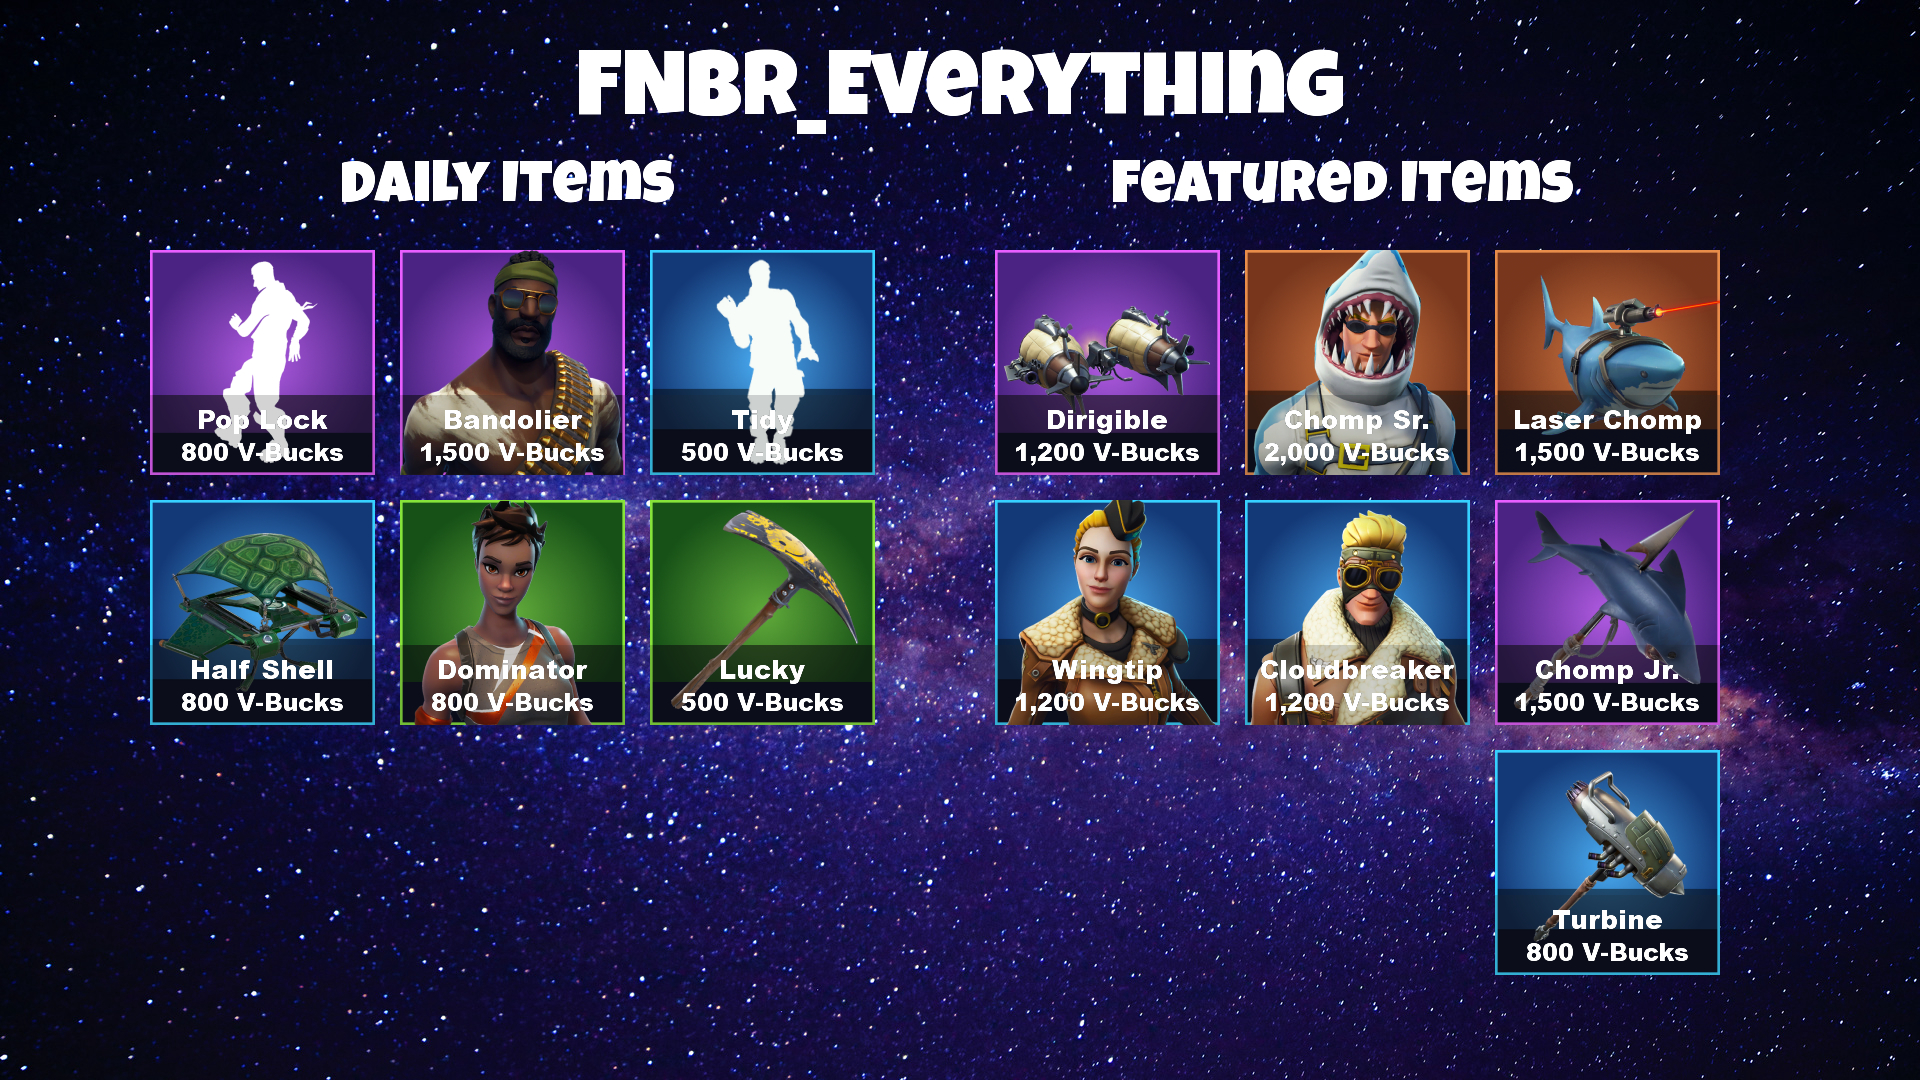 FNBR_EVERYTHING
DAILY ITEMS
Pop Lock
800 V-Bucks
Bandolier
1,500 V-Bucks
Tidy
500 V-Bucks
Half Shell
800 V-Bucks
Dominator
800 V-Bucks
Lucky
500 V-Bucks
FEATURED ITEMS
Dirigible
1,200 V-Bucks
Chomp Sr.
2,000 V-Bucks
Laser Chomp
1,500 V-Bucks
Wingtip
1,200 V-Bucks
Cloudbreaker
1,200 V-Bucks
Chomp Jr.
1,500 V-Bucks
Turbine
800 V-Bucks